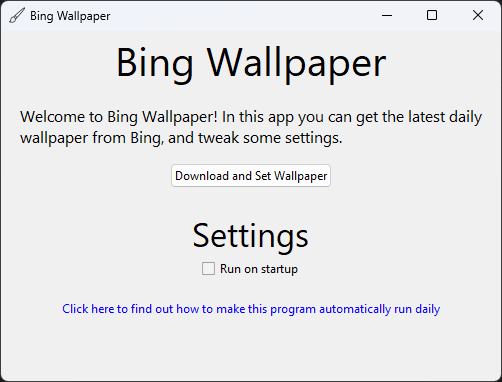 Bing Wallpaper
Bing Wallpaper
Welcome to Bing Wallpaper! In this app you can get the latest daily
wallpaper from Bing, and tweak some settings.
Download and Set Wallpaper
Settings
Run on startup
Click here to find out how to make this program automatically run daily